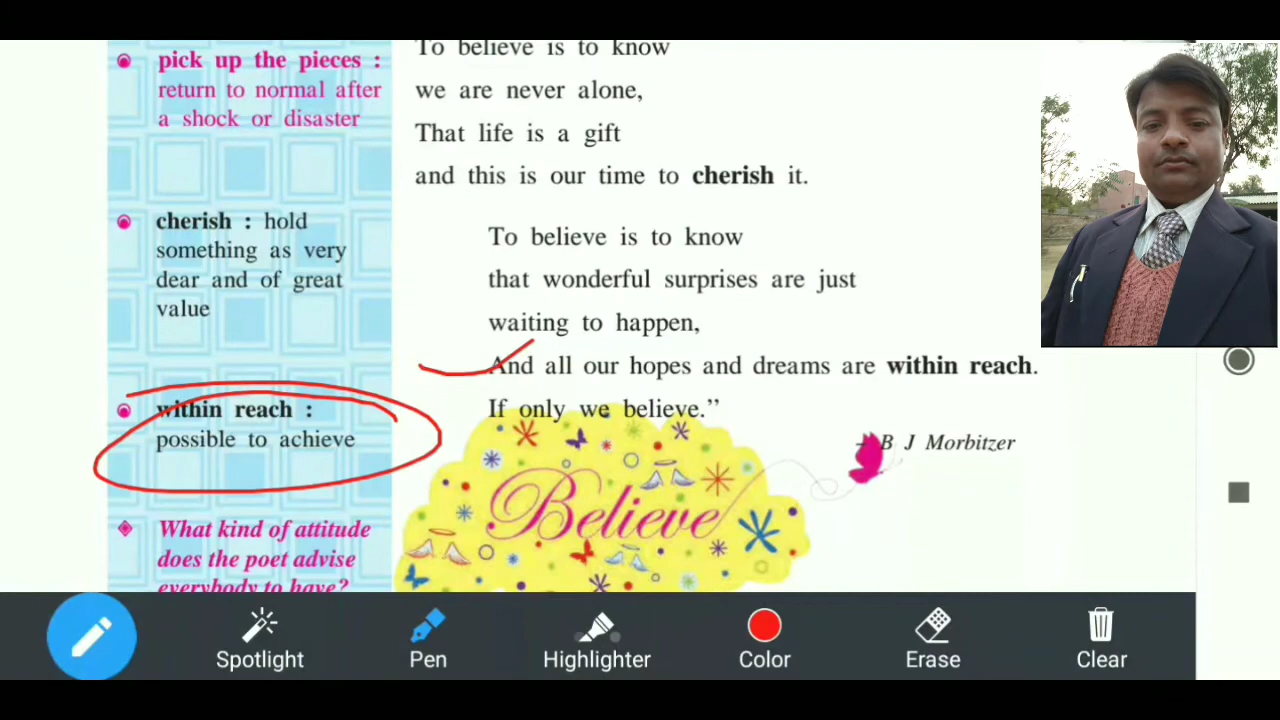 pick up the pieces :
return to normal after
a shock or disaster
cherish : hold
something as very
dear and of great
value
within reach :
possible to achieve
What kind of attitude
does the poet advise
everybody to have?
To believe is to know
we are never alone,
That life is a gift
and this is our time to cherish it.
To believe is to know
that wonderful surprises are just
waiting to happen,
And all our hopes and dreams are within reach.
If only we believe.”
– B J Morbitzer
Believe
Spotlight
Pen
Highlighter
Color
Erase
Clear